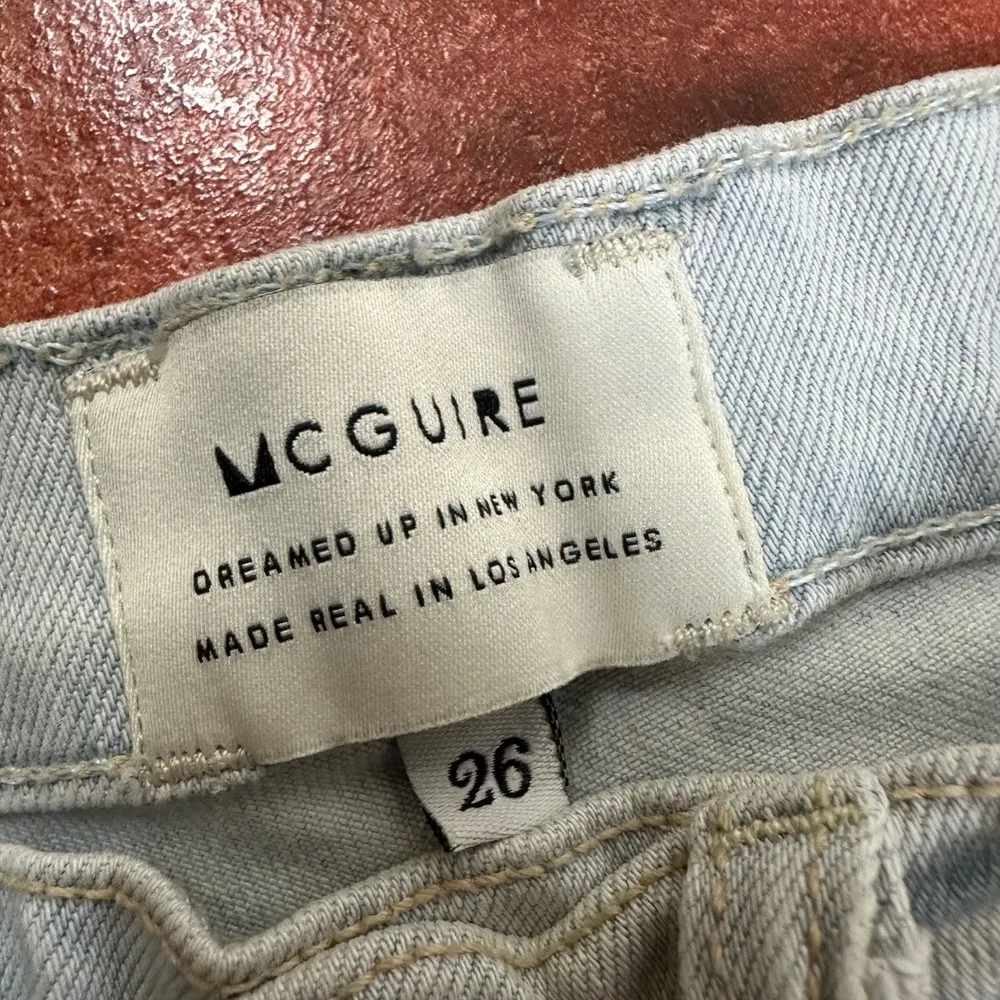 MCGUIRE
DREAMED UP IN NEW YORK
MADE REAL IN LOS ANGELES
26